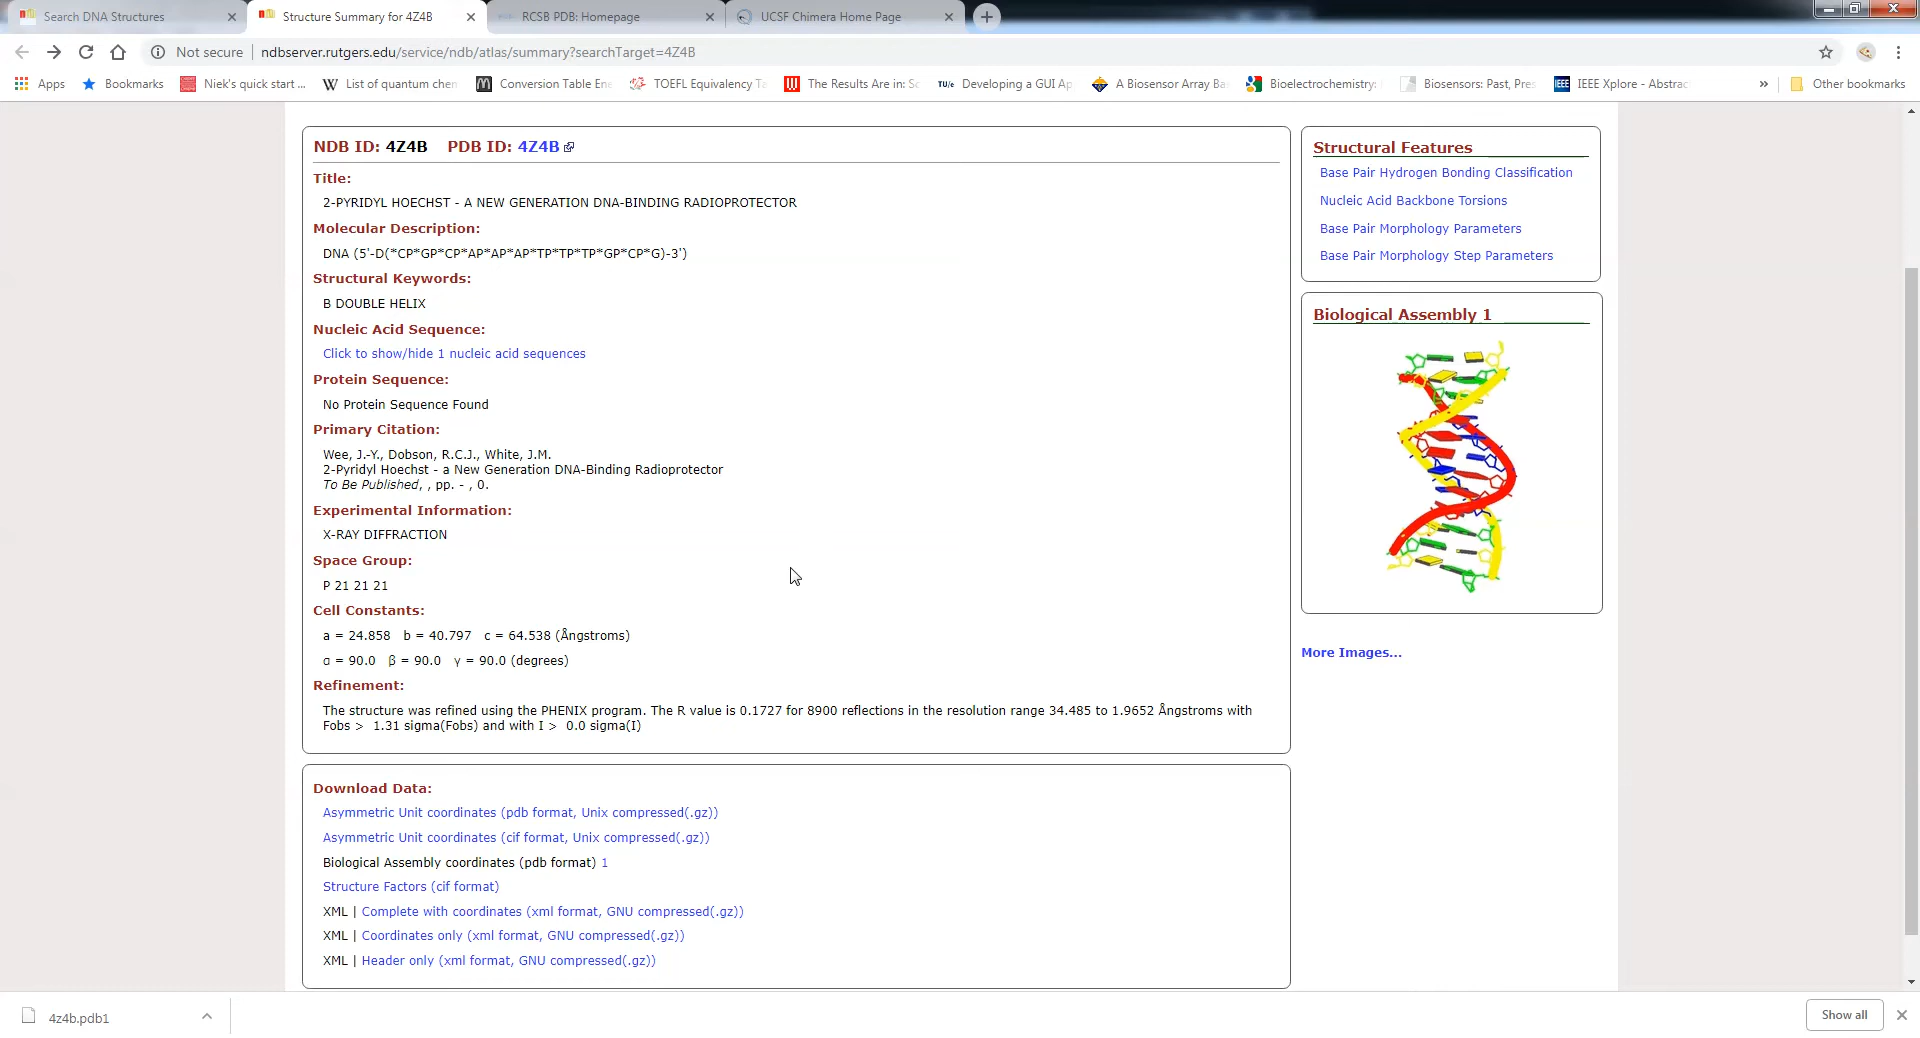 Search DNA Structures
Structure Summary for 4Z4B
RCSB PDB: Homepage
UCSF Chimera Home Page
Not secure
ndbserver.rutgers.edu/service/ndb/atlas/summary?searchTarget=4Z4B
Apps
Bookmarks
Niek's quick start ...
List of quantum chem
Conversion Table Ene
TOEFL Equivalency Ta
The Results Are in: Sc
TU/e Developing a GUI Ap
A Biosensor Array Ba
Bioelectrochemistry:
Biosensors: Past, Pres
IEEE IEEE Xplore - Abstrac
»
Other bookmarks
NDB ID: 4Z4B PDB ID: 4Z4B
Title:
2-PYRIDYL HOECHST - A NEW GENERATION DNA-BINDING RADIOPROTECTOR
Molecular Description:
DNA (5'-D(*CP*GP*CP*AP*AP*AP*TP*TP*TP*GP*CP*G)-3')
Structural Keywords:
B DOUBLE HELIX
Nucleic Acid Sequence:
Click to show/hide 1 nucleic acid sequences
Protein Sequence:
No Protein Sequence Found
Primary Citation:
Wee, J.-Y., Dobson, R.C.J., White, J.M.
2-Pyridyl Hoechst - a New Generation DNA-Binding Radioprotector
To Be Published, , pp. - , 0.
Experimental Information:
X-RAY DIFFRACTION
Space Group:
P 21 21 21
Cell Constants:
a = 24.858 b = 40.797 c = 64.538 (Ångstroms)
α = 90.0 β = 90.0 γ = 90.0 (degrees)
Refinement:
The structure was refined using the PHENIX program. The R value is 0.1727 for 8900 reflections in the resolution range 34.485 to 1.9652 Ångstroms with
Fobs > 1.31 sigma(Fobs) and with I > 0.0 sigma(I)
Download Data:
Asymmetric Unit coordinates (pdb format, Unix compressed(.gz))
Asymmetric Unit coordinates (cif format, Unix compressed(.gz))
Biological Assembly coordinates (pdb format) 1
Structure Factors (cif format)
XML | Complete with coordinates (xml format, GNU compressed(.gz))
XML | Coordinates only (xml format, GNU compressed(.gz))
XML | Header only (xml format, GNU compressed(.gz))
Structural Features
Base Pair Hydrogen Bonding Classification
Nucleic Acid Backbone Torsions
Base Pair Morphology Parameters
Base Pair Morphology Step Parameters
Biological Assembly 1
More Images...
4z4b.pdb1
Show all